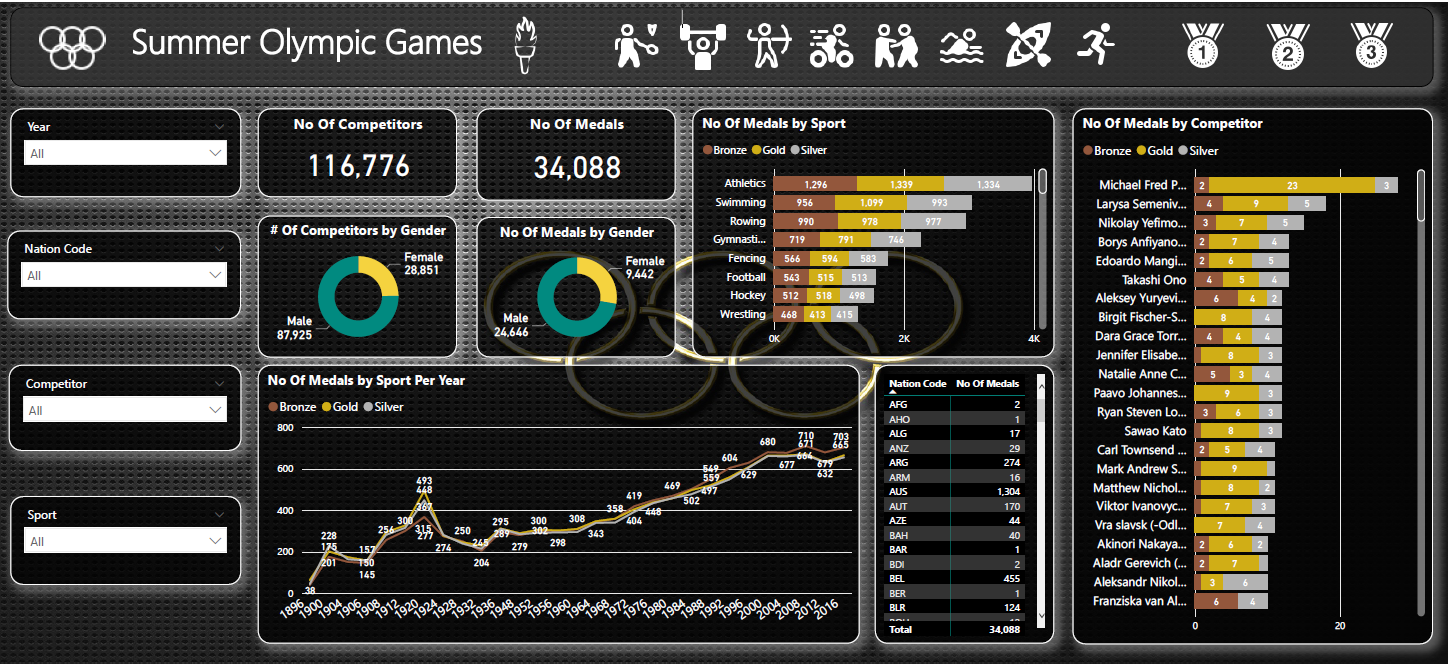 Summer Olympic Games
1
2
3
Year
All
Nation Code
All
Competitor
All
Sport
All
No Of Competitors
116,776
No Of Medals
34,088
# Of Competitors by Gender
Female
28,851
Male
87,925
No Of Medals by Gender
Female
9,442
Male
24,646
No Of Medals by Sport
Bronze Gold Silver
Athletics 1,296 1,339 1,334
Swimming 956 1,099 993
Rowing 990 978 977
Gymnasti... 719 791 746
Fencing 566 594 583
Football 543 515 513
Hockey 512 518 498
Wrestling 468 413 415
0K 2K 4K
No Of Medals by Sport Per Year
Bronze Gold Silver
800
600
400
200
0
38
228
175
201
157
150
145
256
300
493
448
367
315
277
274
250
245
204
295
289
279
300
302
298
308
343
358
419
404
448
469
502
549
559
497
604
629
680
677
710
671
664
679
632
703
665
1896 1900 1904 1906 1908 1912 1920 1924 1928 1932 1936 1948 1952 1956 1960 1964 1968 1972 1976 1980 1984 1988 1992 1996 2000 2004 2008 2012 2016
Nation Code No Of Medals
AFG 2
AHO 1
ALG 17
ANZ 29
ARG 274
ARM 16
AUS 1,304
AUT 170
AZE 44
BAH 40
BAR 1
BDI 2
BEL 455
BER 1
BLR 124
Total 34,088
No Of Medals by Competitor
Bronze Gold Silver
Michael Fred P... 2 23 3
Larysa Semeniv... 4 9 5
Nikolay Yefimo... 3 7 5
Borys Anfiyano... 2 7 4
Edoardo Mangi... 2 6 5
Takashi Ono 4 5 4
Aleksey Yuryevi... 6 4 2
Birgit Fischer-S... 8 4
Dara Grace Torr... 4 4 4
Jennifer Elisabe... 8 3
Natalie Anne C... 5 3 4
Paavo Johannes... 9 3
Ryan Steven Lo... 3 6 3
Sawao Kato 8 3
Carl Townsend ... 2 5 4
Mark Andrew S... 9
Matthew Nichol... 8 2
Viktor Ivanovyc... 7 3
Vra slavsk (-Odl... 7 4
Akinori Nakaya... 2 6 2
Aladr Gerevich (... 2 7
Aleksandr Nikol... 3 6
Franziska van Al... 6 4
0 20